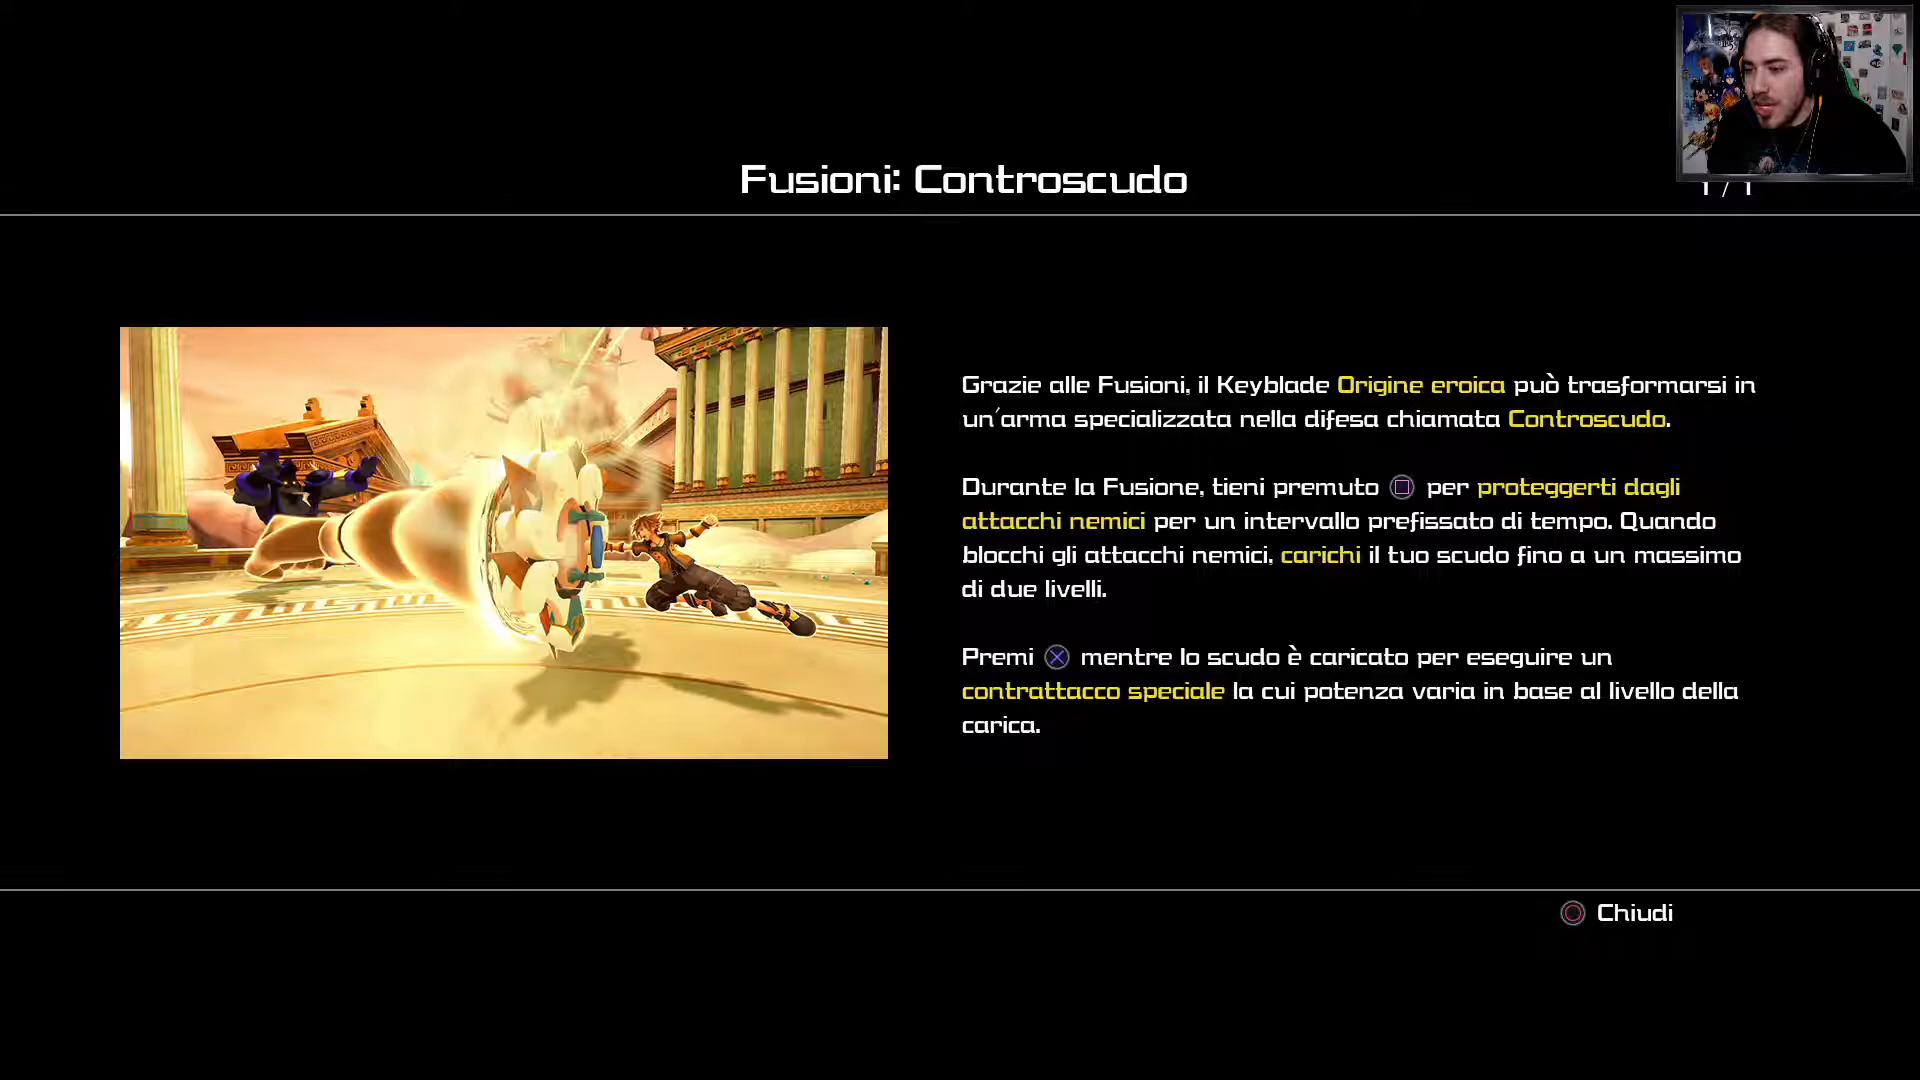 Fusioni: Controscudo
1 / 1
Grazie alle Fusioni, il Keyblade Origine eroica può trasformarsi in
un'arma specializzata nella difesa chiamata Controscudo.
Durante la Fusione, tieni premuto per proteggerti dagli
attacchi nemici per un intervallo prefissato di tempo. Quando
blocchi gli attacchi nemici, carichi il tuo scudo fino a un massimo
di due livelli.
Premi mentre lo scudo è caricato per eseguire un
contrattacco speciale la cui potenza varia in base al livello della
carica.
Chiudi